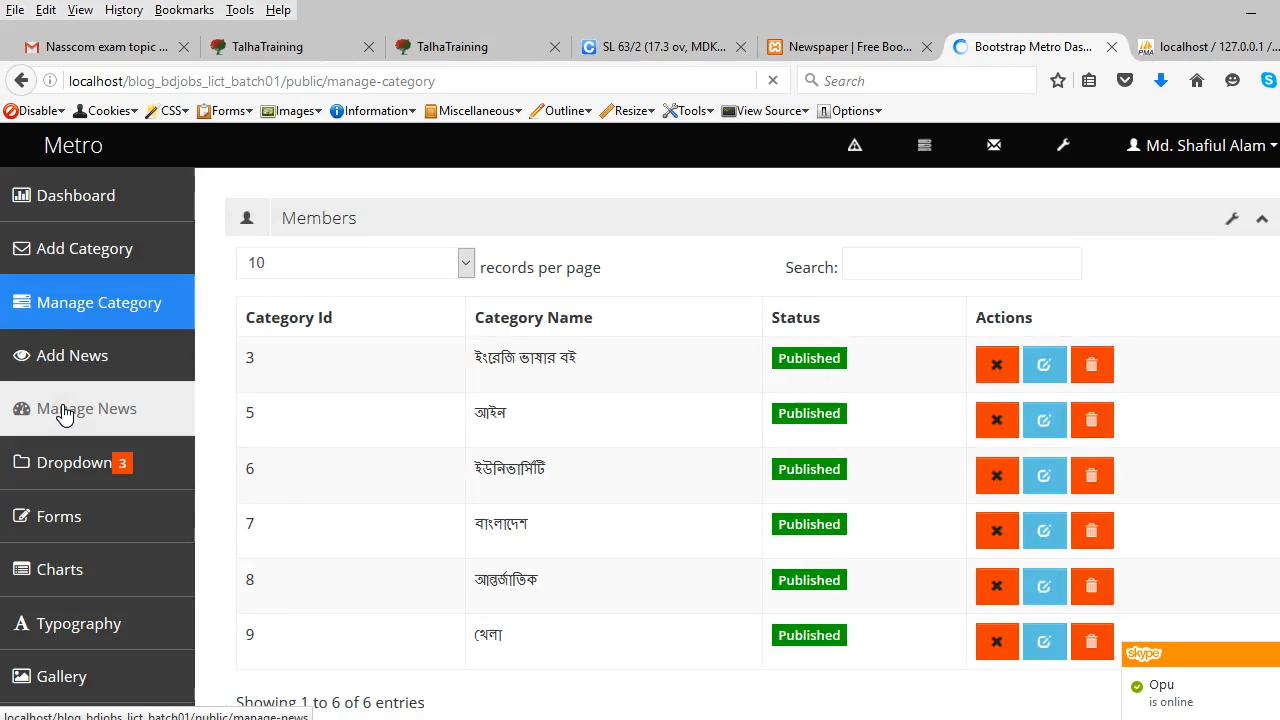 File Edit View History Bookmarks Tools Help
Nasscom exam topic ... TalhaTraining TalhaTraining SL 63/2 (17.3 ov, MDK... Newspaper | Free Boo... Bootstrap Metro Das... localhost / 127.0.0.1 /...
localhost/blog_bdjobs_lict_batch01/public/manage-category Search
Disable Cookies CSS Forms Images Information Miscellaneous Outline Resize Tools View Source Options
Metro Md. Shafiul Alam
Dashboard
Add Category
Manage Category
Add News
Manage News
Dropdown 3
Forms
Charts
Typography
Gallery
Members
10 records per page Search:
Category Id Category Name Status Actions
3 ইংরেজি ভাষার বই Published
5 আইন Published
6 ইউনিভার্সিটি Published
7 বাংলাদেশ Published
8 আন্তর্জাতিক Published
9 খেলা Published
Showing 1 to 6 of 6 entries
skype
Opu
is online
localhost/blog_bdjobs_lict_batch01/public/manage-news